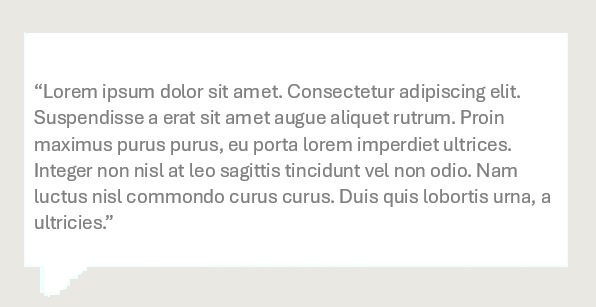 “Lorem ipsum dolor sit amet. Consectetur adipiscing elit.
Suspendisse a erat sit amet augue aliquet rutrum. Proin
maximus purus purus, eu porta lorem imperdiet ultrices.
Integer non nisl at leo sagittis tincidunt vel non odio. Nam
luctus nisl commondo curus curus. Duis quis lobortis urna, a
ultricies.”